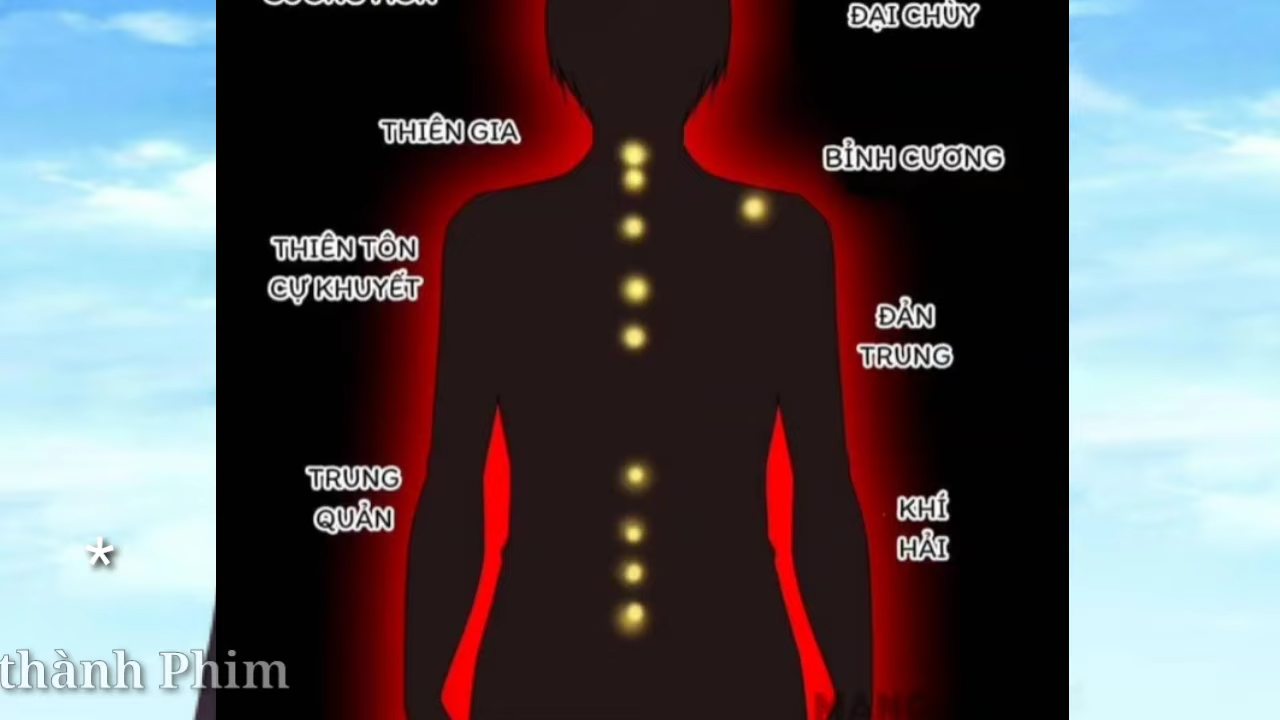 ĐẠI CHÙY
THIÊN GIA
BỈNH CƯƠNG
THIÊN TÔN
CỰ KHUYẾT
ĐẢN
TRUNG
TRUNG
QUẢN
KHÍ
HẢI
*
thành Phim